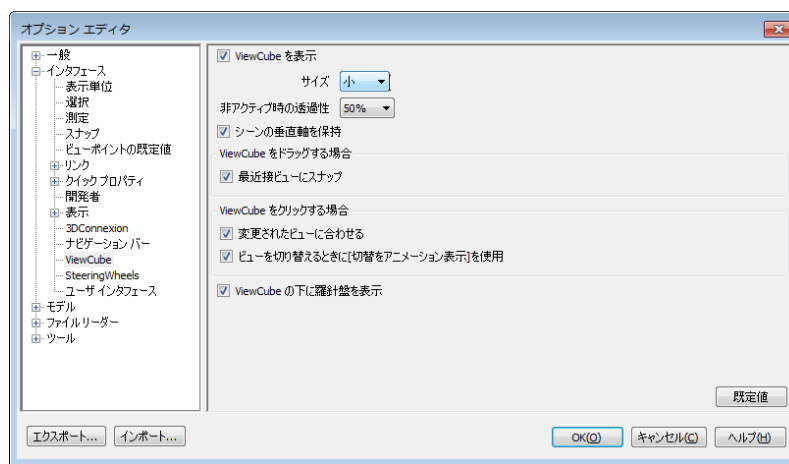 オプション エディタ
一般
インタフェース
表示単位
選択
測定
スナップ
ビューポイントの既定値
リンク
クイック プロパティ
開発者
表示
3DConnexion
ナビゲーション バー
ViewCube
SteeringWheels
ユーザ インタフェース
モデル
ファイル リーダー
ツール
ViewCube を表示
サイズ 小
非アクティブ時の透過性 50%
シーンの垂直軸を保持
ViewCube をドラッグする場合
最近接ビューにスナップ
ViewCube をクリックする場合
変更されたビューに合わせる
ビューを切り替えるときに[切替をアニメーション表示]を使用
ViewCube の下に羅針盤を表示
既定値
エクスポート... インポート... OK(O) キャンセル(C) ヘルプ(H)